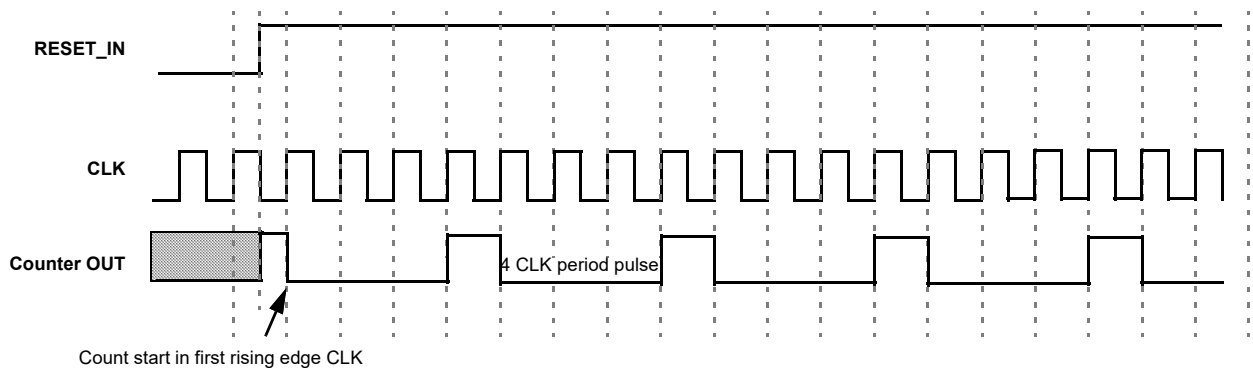 RESET_IN
CLK
Counter OUT
4 CLK period pulse
Count start in first rising edge CLK